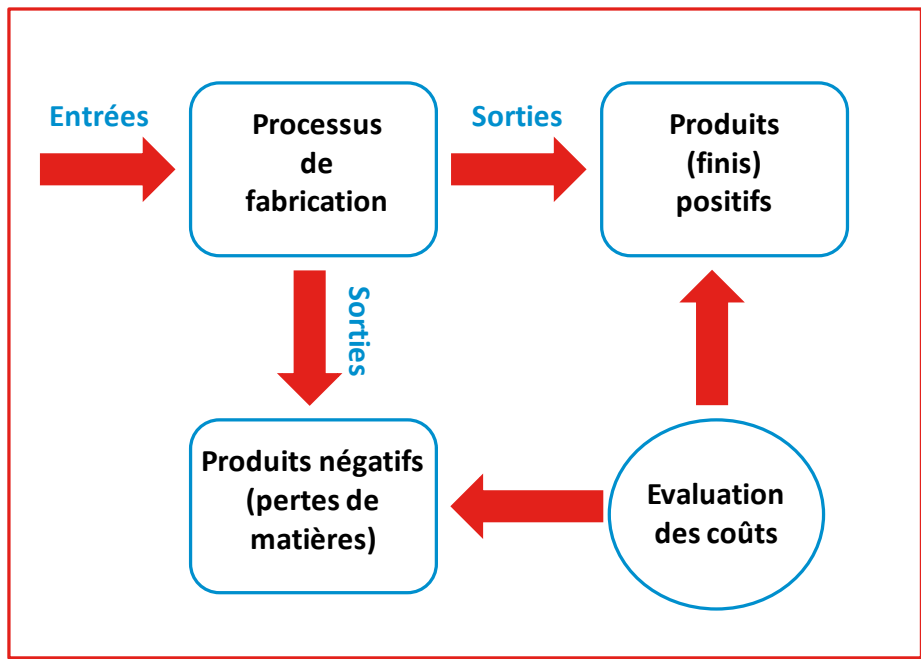 Entrées
Processus
de
fabrication
Sorties
Produits
(finis)
positifs
Sorties
Produits négatifs
(pertes de
matières)
Evaluation
des coûts